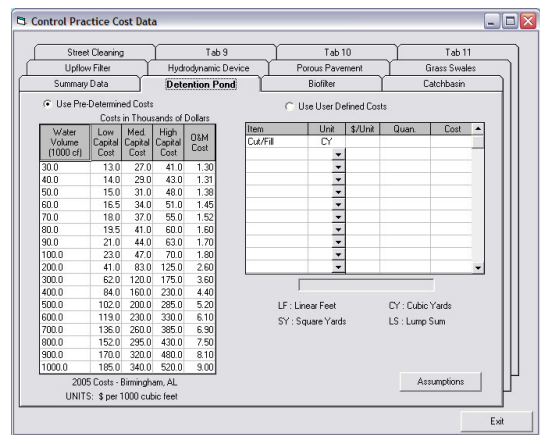 Control Practice Cost Data
Street Cleaning Tab 9 Tab 10 Tab 11
Upflow Filter Hydrodynamic Device Porous Pavement Grass Swales
Summary Data Detention Pond Biofilter Catchbasin
Use Pre-Determined Costs
Costs in Thousands of Dollars
Water Volume (1000 cf) Low Capital Cost Med. Capital Cost High Capital Cost O&M Cost
30.0 13.0 27.0 41.0 1.30
40.0 14.0 29.0 43.0 1.31
50.0 15.0 31.0 48.0 1.38
60.0 16.5 34.0 51.0 1.45
70.0 18.0 37.0 55.0 1.52
80.0 19.5 41.0 60.0 1.60
90.0 21.0 44.0 63.0 1.70
100.0 23.0 47.0 70.0 1.80
200.0 41.0 83.0 125.0 2.60
300.0 62.0 120.0 175.0 3.60
400.0 84.0 160.0 230.0 4.40
500.0 102.0 200.0 285.0 5.20
600.0 119.0 230.0 330.0 6.10
700.0 136.0 260.0 385.0 6.90
800.0 152.0 295.0 430.0 7.50
900.0 170.0 320.0 480.0 8.10
1000.0 185.0 340.0 520.0 9.00
2005 Costs - Birmingham, AL
UNITS: $ per 1000 cubic feet
Use User Defined Costs
Item Unit $/Unit Quan. Cost
Cut/Fill CY
LF : Linear Feet CY : Cubic Yards
SY : Square Yards LS : Lump Sum
Assumptions
Exit